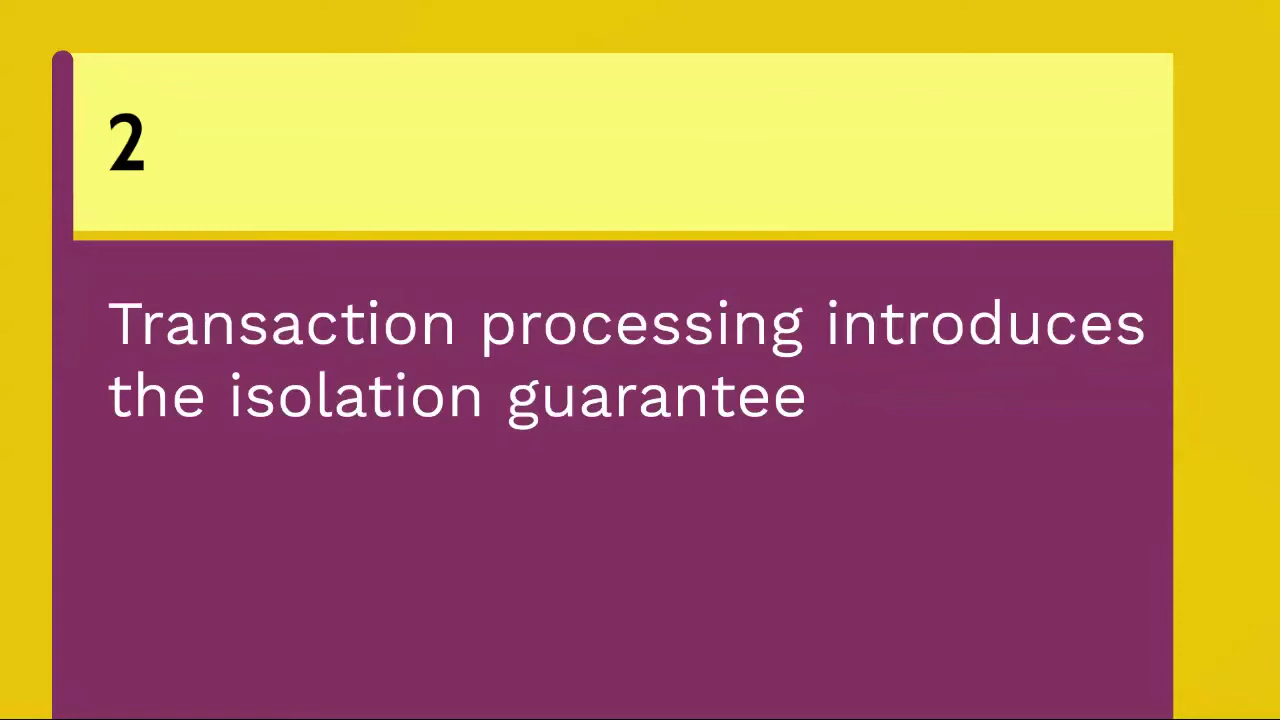 2
Transaction processing introduces
the isolation guarantee